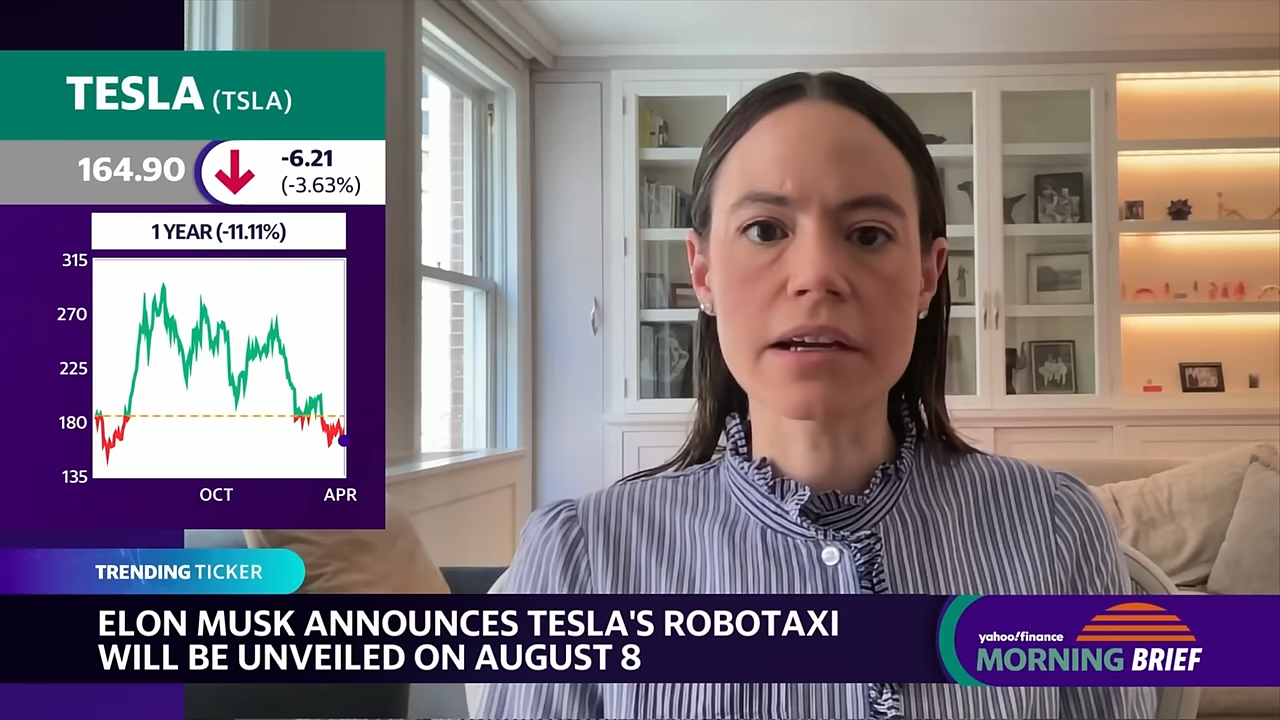 TESLA (TSLA)
164.90
-6.21
(-3.63%)
1 YEAR (-11.11%)
315
270
225
180
135
OCT
APR
TRENDING TICKER
ELON MUSK ANNOUNCES TESLA'S ROBOTAXI
WILL BE UNVEILED ON AUGUST 8
yahoo!finance
MORNING BRIEF